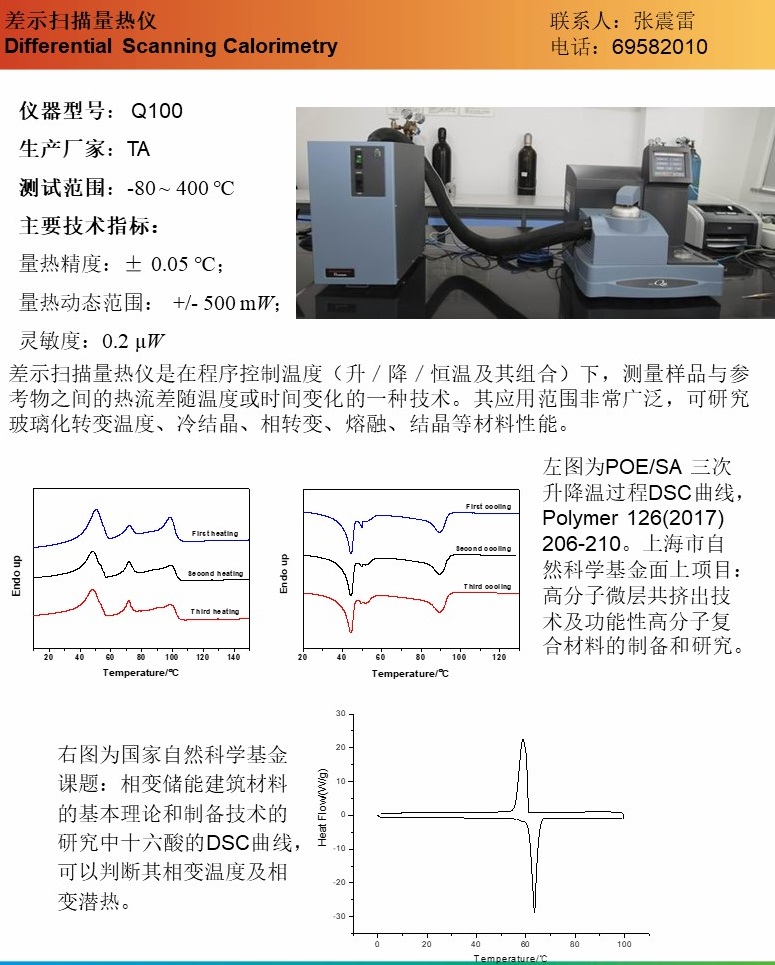 差示扫描量热仪
Differential Scanning Calorimetry
联系人：张震雷
电话：69582010
仪器型号： Q100
生产厂家：TA
测试范围：-80 ~ 400 ℃
主要技术指标：
量热精度：± 0.05 ℃；
量热动态范围： +/- 500 mW；
灵敏度：0.2 μW
差示扫描量热仪是在程序控制温度（升／降／恒温及其组合）下，测量样品与参
考物之间的热流差随温度或时间变化的一种技术。其应用范围非常广泛，可研究
玻璃化转变温度、冷结晶、相转变、熔融、结晶等材料性能。
Endo up
First heating
Second heating
Third heating
20 40 60 80 100 120 140
Temperature/℃
Endo up
First cooling
Second cooling
Third cooling
20 40 60 80 100 120
Temperature/℃
左图为POE/SA 三次
升降温过程DSC曲线，
Polymer 126(2017)
206-210。上海市自
然科学基金面上项目：
高分子微层共挤出技
术及功能性高分子复
合材料的制备和研究。
右图为国家自然科学基金
课题：相变储能建筑材料
的基本理论和制备技术的
研究中十六酸的DSC曲线，
可以判断其相变温度及相
变潜热。
Heat Flow/(W/g)
30
20
10
0
-10
-20
-30
0 20 40 60 80 100
Temperature/℃